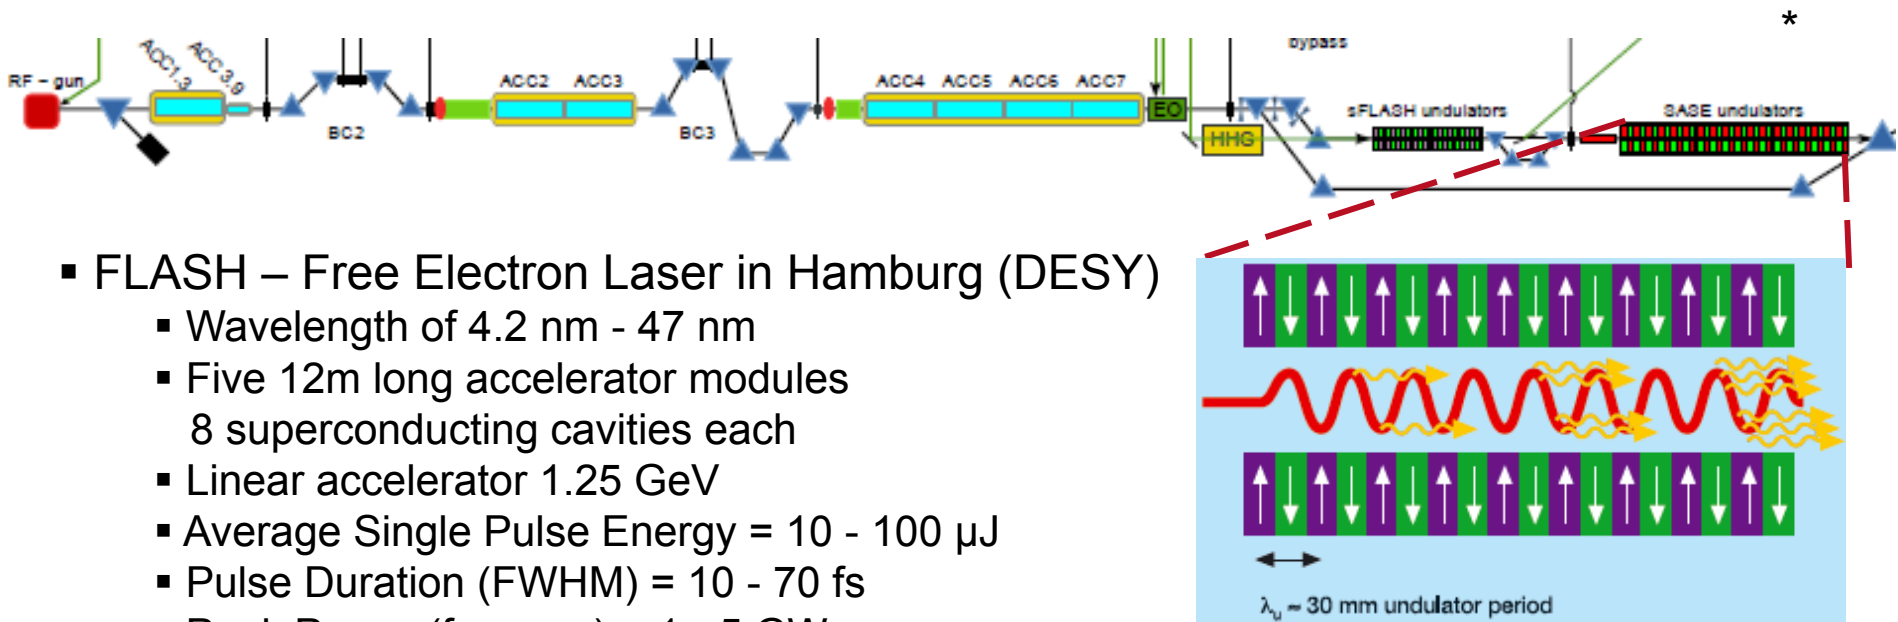 *
bypass
RF – gun
ACC1.3
ACC 3.9
ACC2 ACC3
ACC4 ACC5 ACC6 ACC7
EO
BC2
BC3
HHG
sFLASH undulators
SASE undulators
▪ FLASH – Free Electron Laser in Hamburg (DESY)
▪ Wavelength of 4.2 nm - 47 nm
▪ Five 12m long accelerator modules
8 superconducting cavities each
▪ Linear accelerator 1.25 GeV
▪ Average Single Pulse Energy = 10 - 100 µJ
▪ Pulse Duration (FWHM) = 10 - 70 fs
λu ≈ 30 mm undulator period